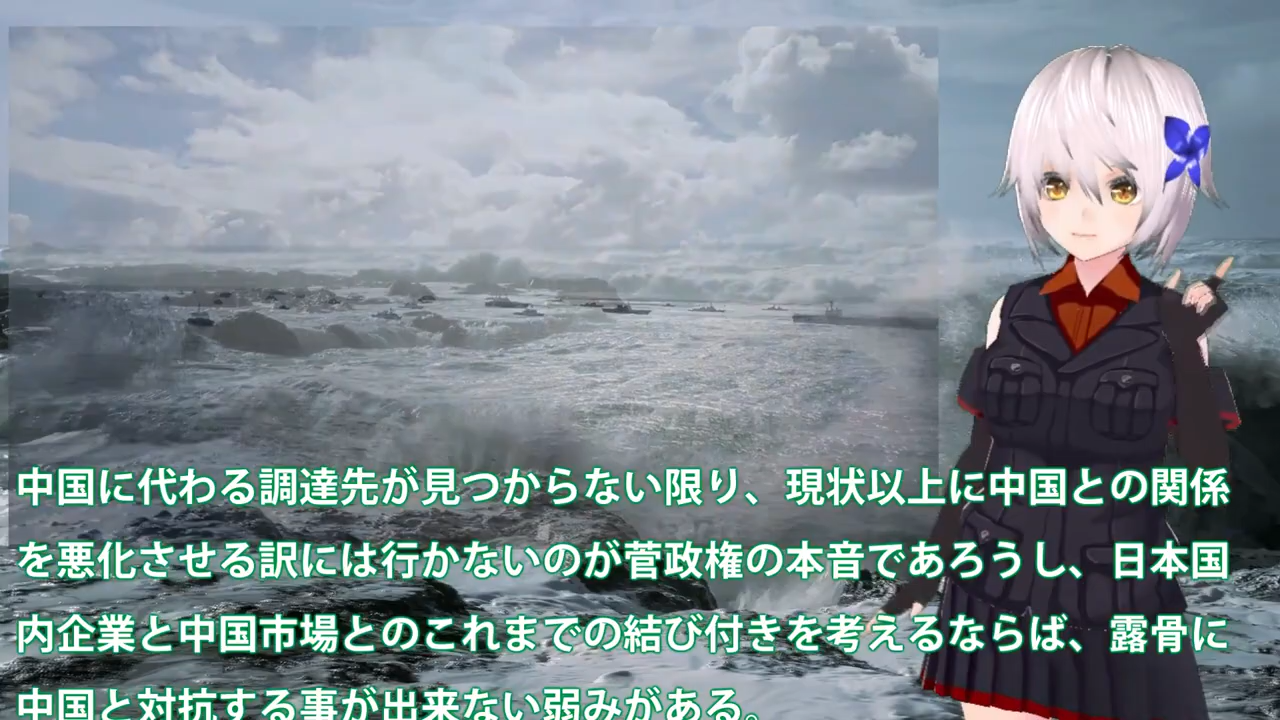 中国に代わる調達先が見つからない限り、現状以上に中国との関係
を悪化させる訳には行かないのが菅政権の本音であろうし、日本国
内企業と中国市場とのこれまでの結び付きを考えるならば、露骨に
中国と対抗する事が出来ない弱みがある。